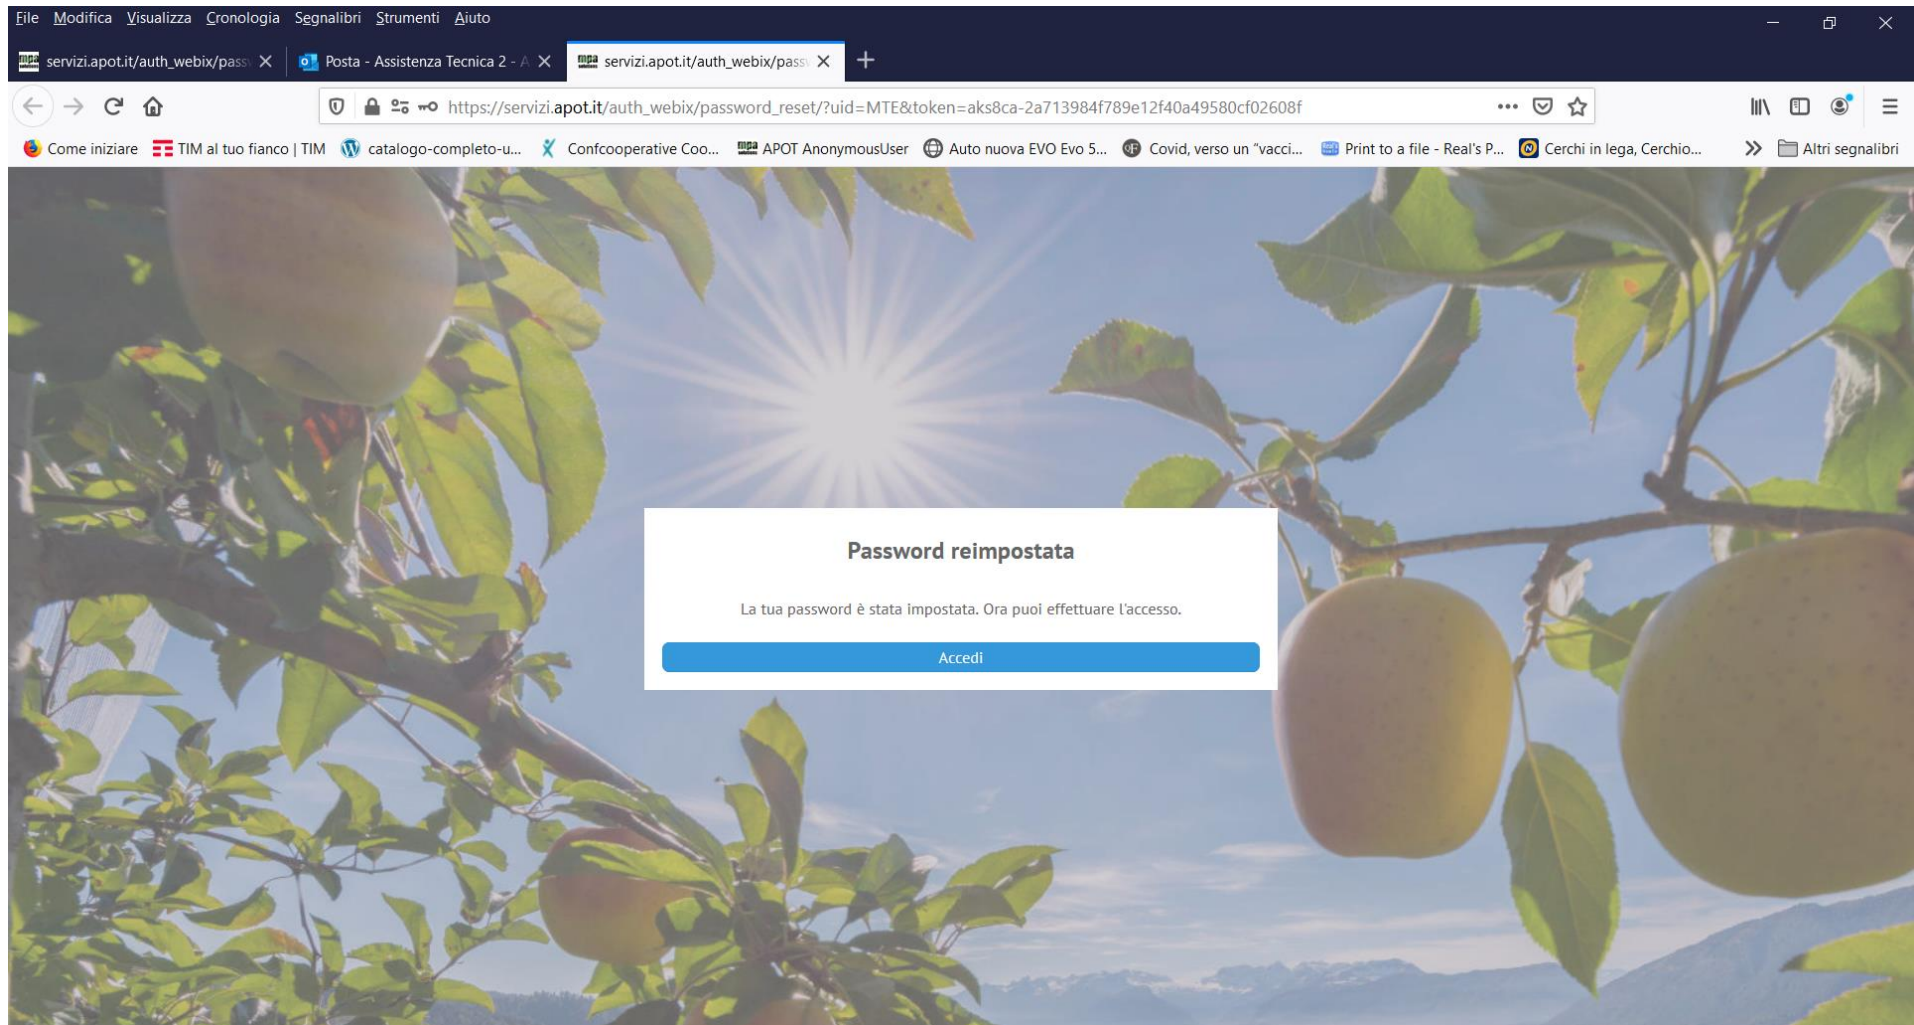 File Modifica Visualizza Cronologia Segnalibri Strumenti Aiuto
servizi.apot.it/auth_webix/pass Posta - Assistenza Tecnica 2 - A servizi.apot.it/auth_webix/pass
https://servizi.apot.it/auth_webix/password_reset/?uid=MTE&token=aks8ca-2a713984f789e12f40a49580cf02608f
Come iniziare TIM al tuo fianco | TIM catalogo-completo-u... Confcooperative Coo... mpa APOT AnonymousUser Auto nuova EVO Evo 5... Covid, verso un "vacci... Print to a file - Real's P... Cerchi in lega, Cerchio... Altri segnalibri
Password reimpostata
La tua password è stata impostata. Ora puoi effettuare l'accesso.
Accedi